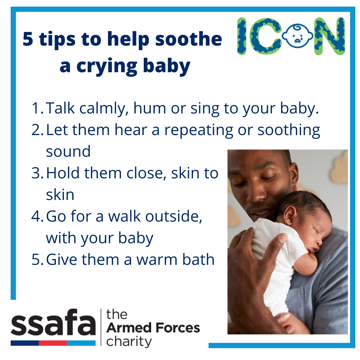 5 tips to help soothe
a crying baby
ICON
1. Talk calmly, hum or sing to your baby.
2. Let them hear a repeating or soothing
sound
3. Hold them close, skin to
skin
4. Go for a walk outside,
with your baby
5. Give them a warm bath
ssafa
the
Armed Forces
charity